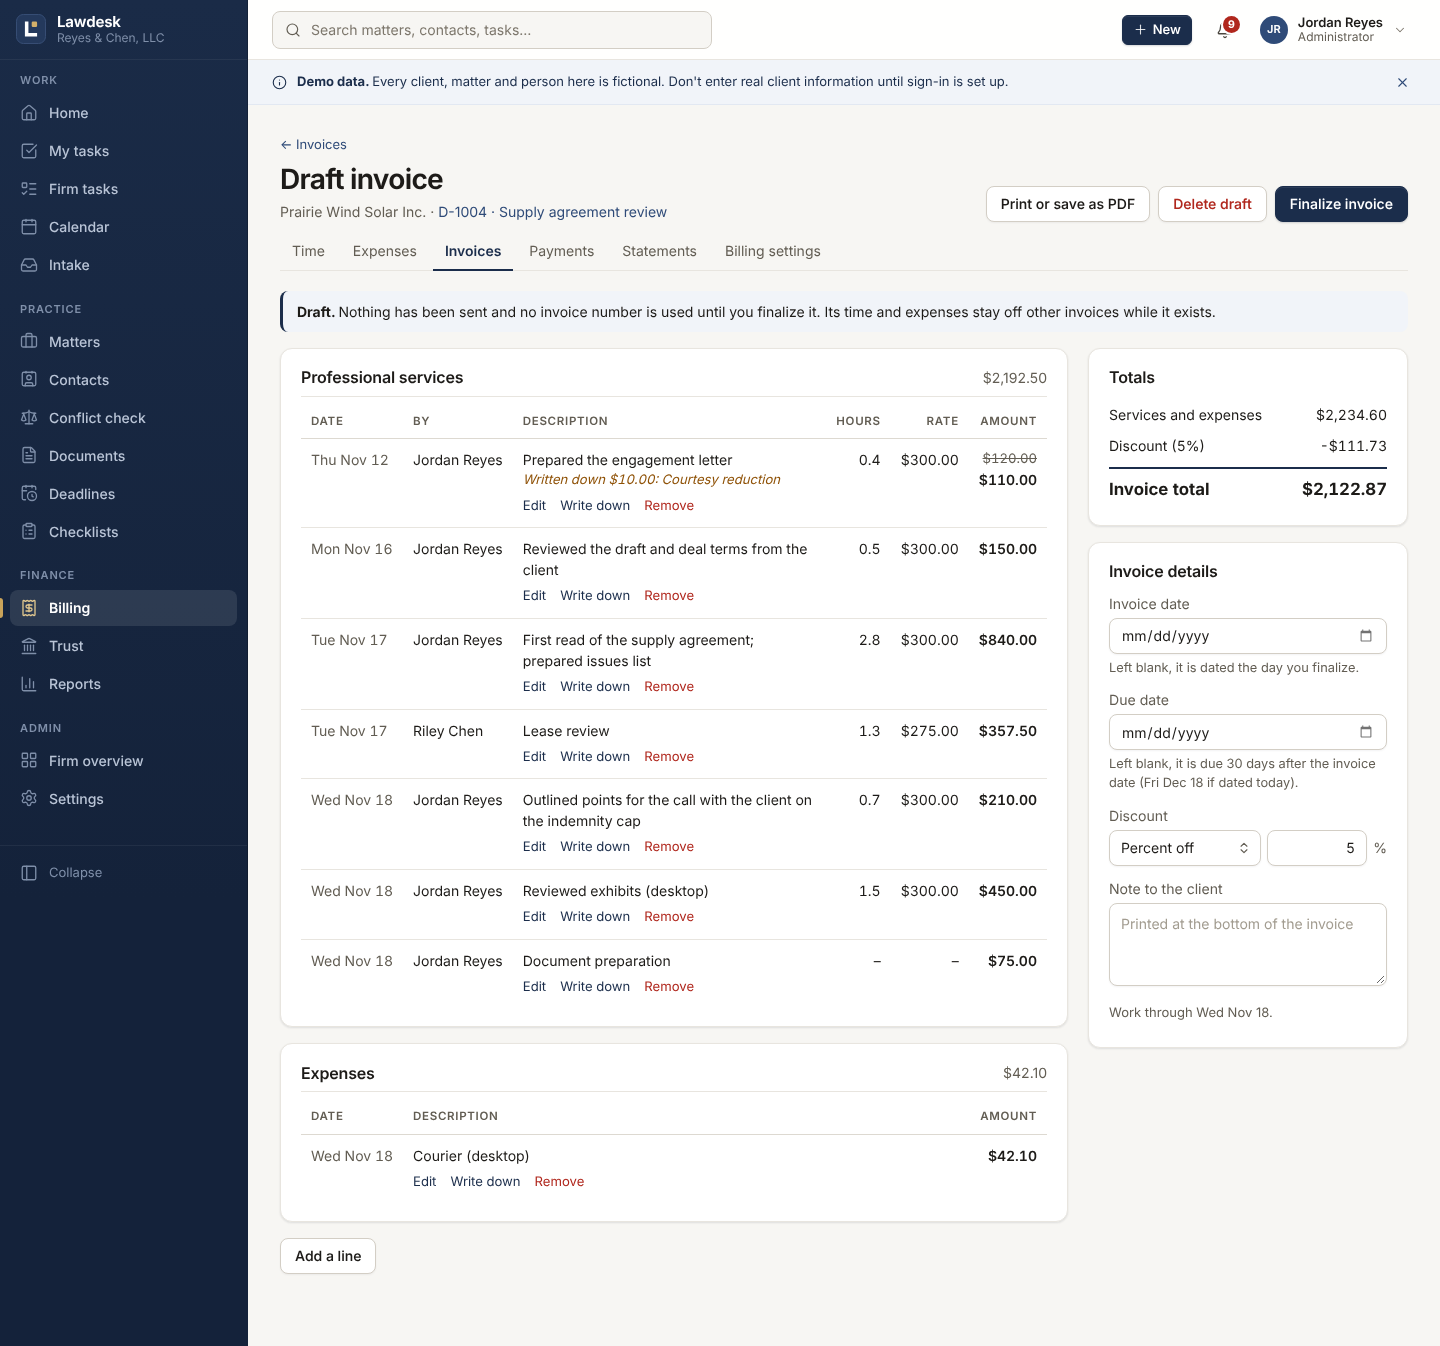 Lawdesk
Reyes & Chen, LLC
Search matters, contacts, tasks...
New
9
JR
Jordan Reyes
Administrator
Demo data. Every client, matter and person here is fictional. Don't enter real client information until sign-in is set up.
WORK
Home
My tasks
Firm tasks
Calendar
Intake
PRACTICE
Matters
Contacts
Conflict check
Documents
Deadlines
Checklists
FINANCE
Billing
Trust
Reports
ADMIN
Firm overview
Settings
Collapse
← Invoices
Draft invoice
Prairie Wind Solar Inc. · D-1004 · Supply agreement review
Print or save as PDF
Delete draft
Finalize invoice
Time Expenses Invoices Payments Statements Billing settings
Draft. Nothing has been sent and no invoice number is used until you finalize it. Its time and expenses stay off other invoices while it exists.
Professional services $2,192.50
DATE BY DESCRIPTION HOURS RATE AMOUNT
Thu Nov 12 Jordan Reyes Prepared the engagement letter 0.4 $300.00 $120.00
Written down $10.00: Courtesy reduction $110.00
Edit Write down Remove
Mon Nov 16 Jordan Reyes Reviewed the draft and deal terms from the 0.5 $300.00 $150.00
client
Edit Write down Remove
Tue Nov 17 Jordan Reyes First read of the supply agreement; 2.8 $300.00 $840.00
prepared issues list
Edit Write down Remove
Tue Nov 17 Riley Chen Lease review 1.3 $275.00 $357.50
Edit Write down Remove
Wed Nov 18 Jordan Reyes Outlined points for the call with the client on 0.7 $300.00 $210.00
the indemnity cap
Edit Write down Remove
Wed Nov 18 Jordan Reyes Reviewed exhibits (desktop) 1.5 $300.00 $450.00
Edit Write down Remove
Wed Nov 18 Jordan Reyes Document preparation – – $75.00
Edit Write down Remove
Expenses $42.10
DATE DESCRIPTION AMOUNT
Wed Nov 18 Courier (desktop) $42.10
Edit Write down Remove
Add a line
Totals
Services and expenses $2,234.60
Discount (5%) -$111.73
Invoice total $2,122.87
Invoice details
Invoice date
mm/dd/yyyy
Left blank, it is dated the day you finalize.
Due date
mm/dd/yyyy
Left blank, it is due 30 days after the invoice
date (Fri Dec 18 if dated today).
Discount
Percent off 5 %
Note to the client
Printed at the bottom of the invoice
Work through Wed Nov 18.